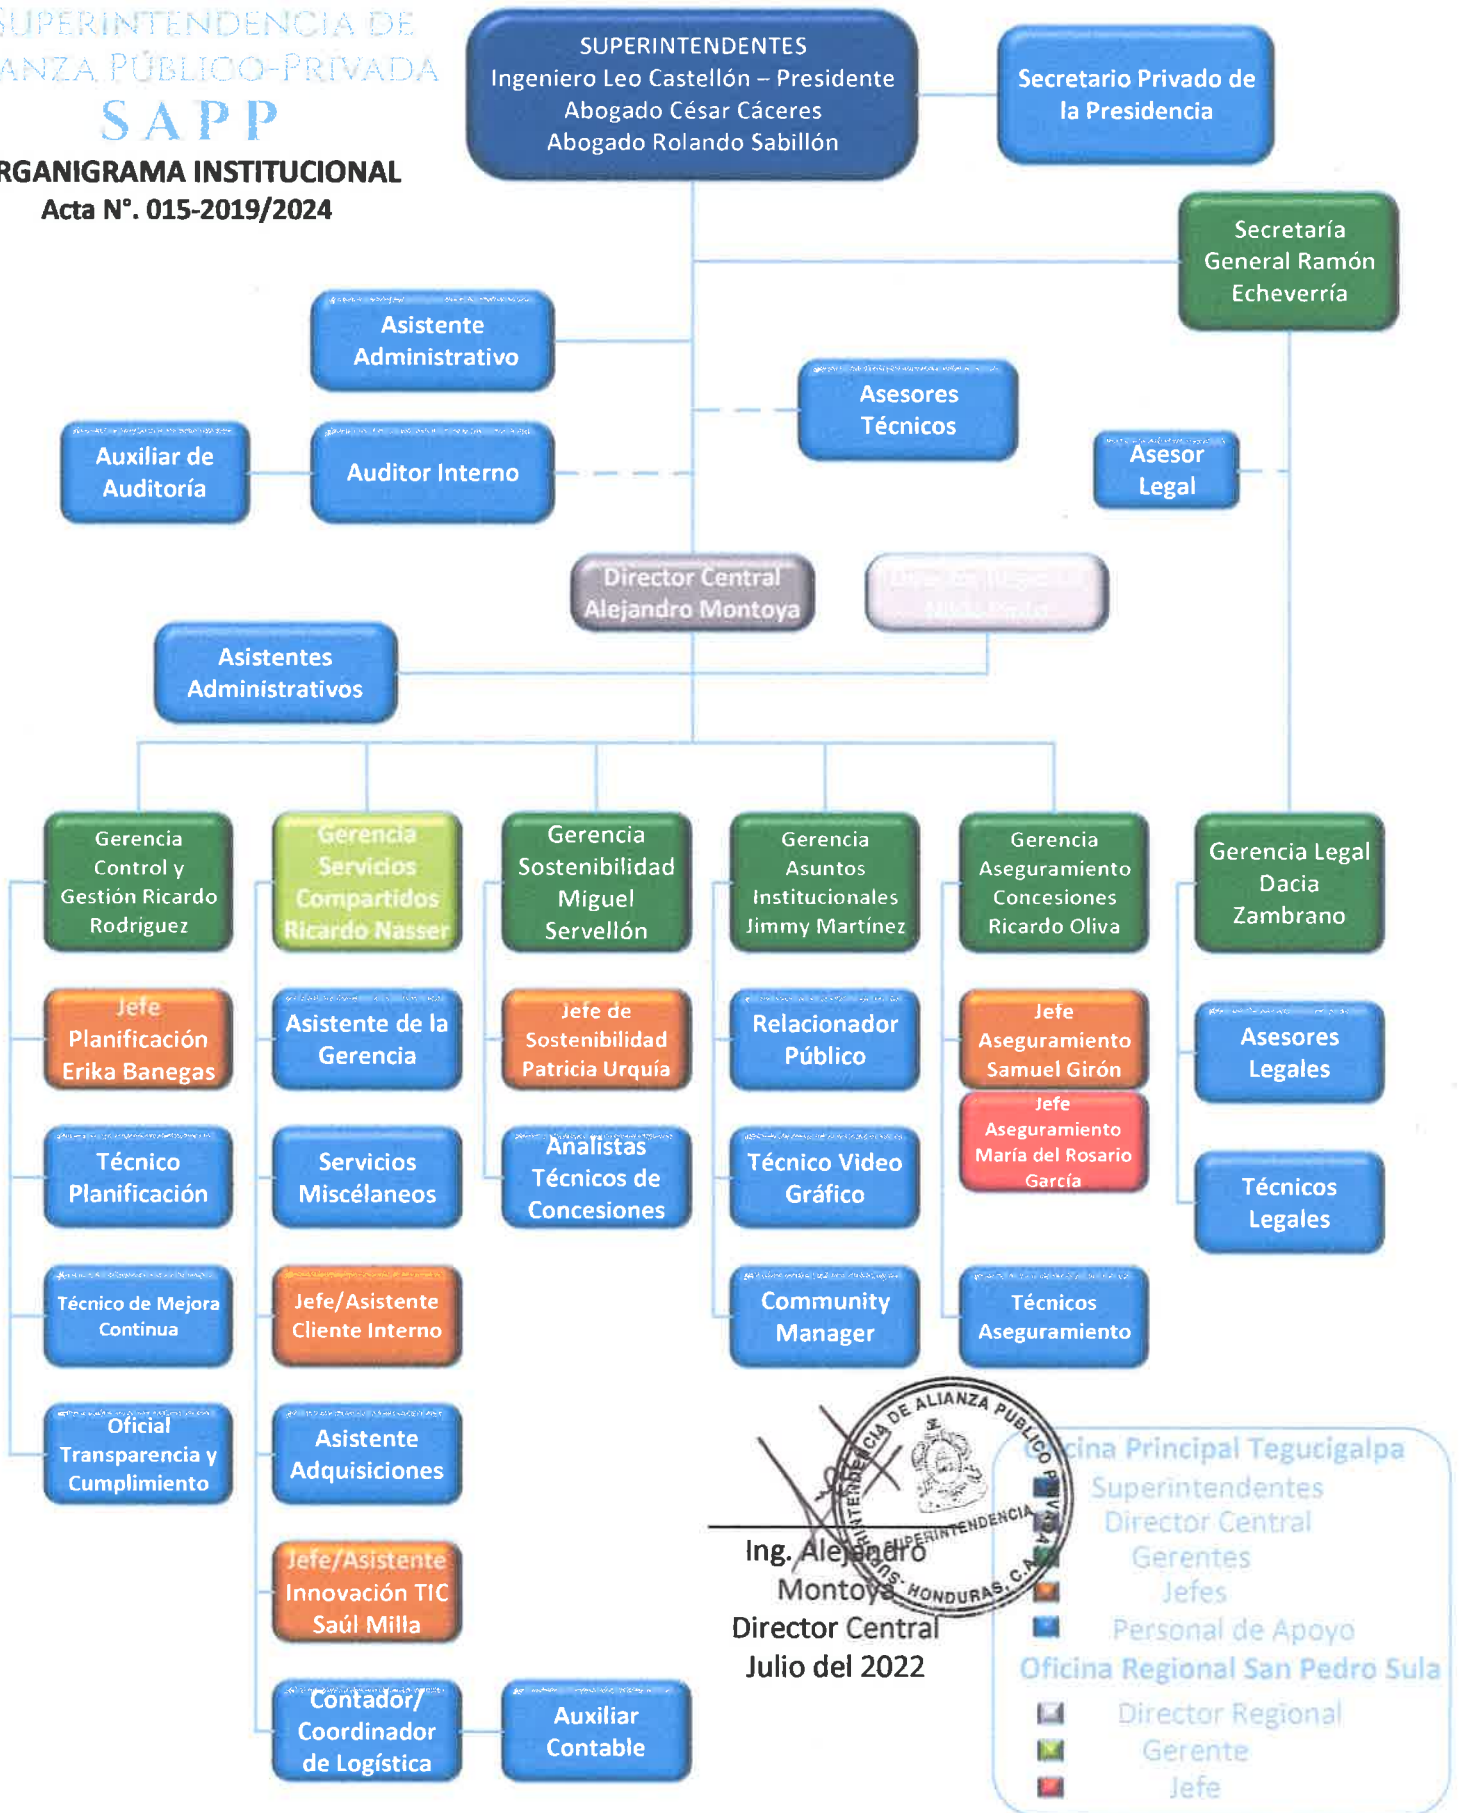 SUPERINTENDENCIA DE
ANZA PÚBLICO-PRIVADA
SAPP
RGANIGRAMA INSTITUCIONAL
Acta N°. 015-2019/2024
SUPERINTENDENTES
Ingeniero Leo Castellón – Presidente
Abogado César Cáceres
Abogado Rolando Sabillón
Secretario Privado de
la Presidencia
Secretaría
General Ramón
Echeverría
Asistente
Administrativo
Asesores
Técnicos
Auxiliar de
Auditoría
Auditor Interno
Asesor
Legal
Director Central
Alejandro Montoya
Asistentes
Administrativos
Gerencia
Control y
Gestión Ricardo
Rodriguez
Gerencia
Servicios
Compartidos
Ricardo Nasser
Gerencia
Sostenibilidad
Miguel
Servellón
Gerencia
Asuntos
Institucionales
Jimmy Martínez
Gerencia
Aseguramiento
Concesiones
Ricardo Oliva
Gerencia Legal
Dacia
Zambrano
Jefe
Planificación
Erika Banegas
Asistente de la
Gerencia
Jefe de
Sostenibilidad
Patricia Urquía
Relacionador
Público
Jefe
Aseguramiento
Samuel Girón
Asesores
Legales
Jefe
Aseguramiento
María del Rosario
García
Técnico
Planificación
Servicios
Miscélaneos
Analistas
Técnicos de
Concesiones
Técnico Video
Gráfico
Técnicos
Legales
Técnico de Mejora
Continua
Jefe/Asistente
Cliente Interno
Community
Manager
Técnicos
Aseguramiento
Oficial
Transparencia y
Cumplimiento
Asistente
Adquisiciones
Jefe/Asistente
Innovación TIC
Saúl Milla
Contador/
Coordinador
de Logística
Auxiliar
Contable
SUPERINTENDENCIA DE ALIANZA PUBLICO PRIVADA
SUPERINTENDENCIA
HONDURAS, C.A.
Ing. Alejandro
Montoya
Director Central
Julio del 2022
Oficina Principal Tegucigalpa
Superintendentes
Director Central
Gerentes
Jefes
Personal de Apoyo
Oficina Regional San Pedro Sula
Director Regional
Gerente
Jefe